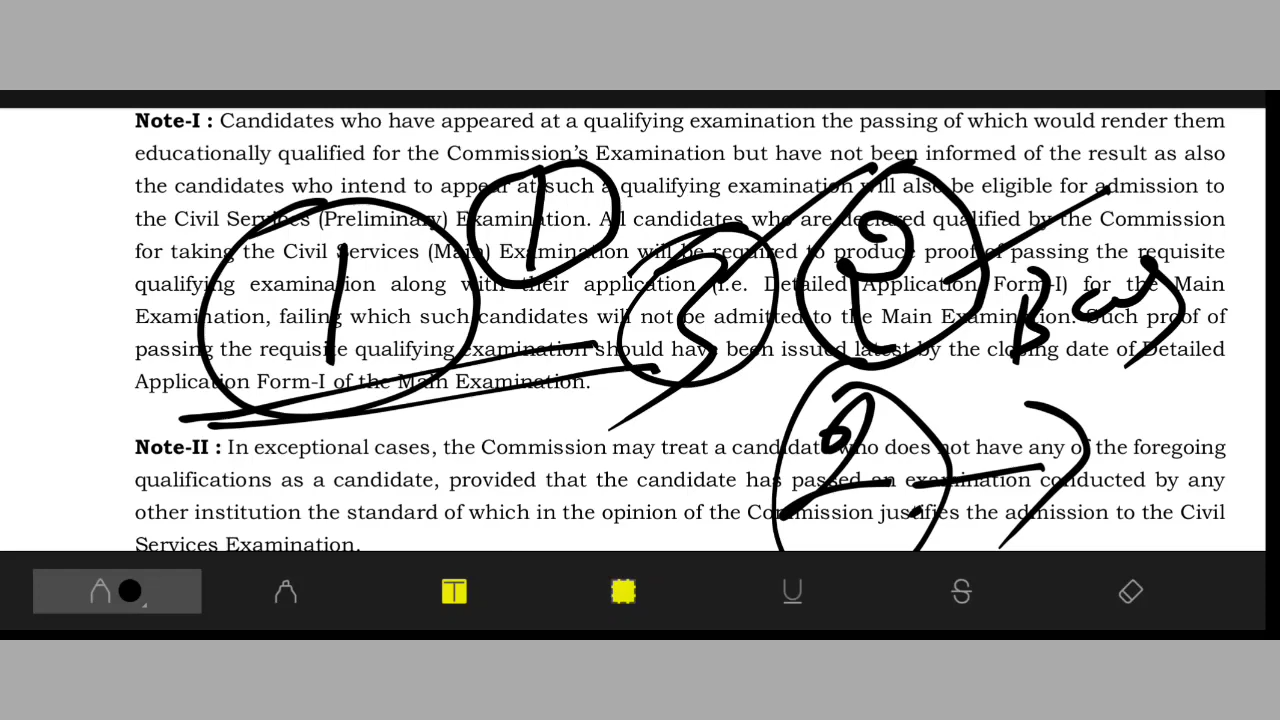 Note-I : Candidates who have appeared at a qualifying examination the passing of which would render them
educationally qualified for the Commission's Examination but have not been informed of the result as also
the candidates who intend to appear at such a qualifying examination will also be eligible for admission to
the Civil Services (Preliminary) Examination. All candidates who are declared qualified by the Commission
for taking the Civil Services (Main) Examination will be required to produce proof of passing the requisite
qualifying examination along with their application (i.e. Detailed Application Form-I) for the Main
Examination, failing which such candidates will not be admitted to the Main Examination. Such proof of
passing the requisite qualifying examination should have been issued latest by the closing date of Detailed
Application Form-I of the Main Examination.
1
1
2
2
Note-II : In exceptional cases, the Commission may treat a candidate who does not have any of the foregoing
qualifications as a candidate, provided that the candidate has passed an examination conducted by any
other institution the standard of which in the opinion of the Commission justifies the admission to the Civil
Services Examination.